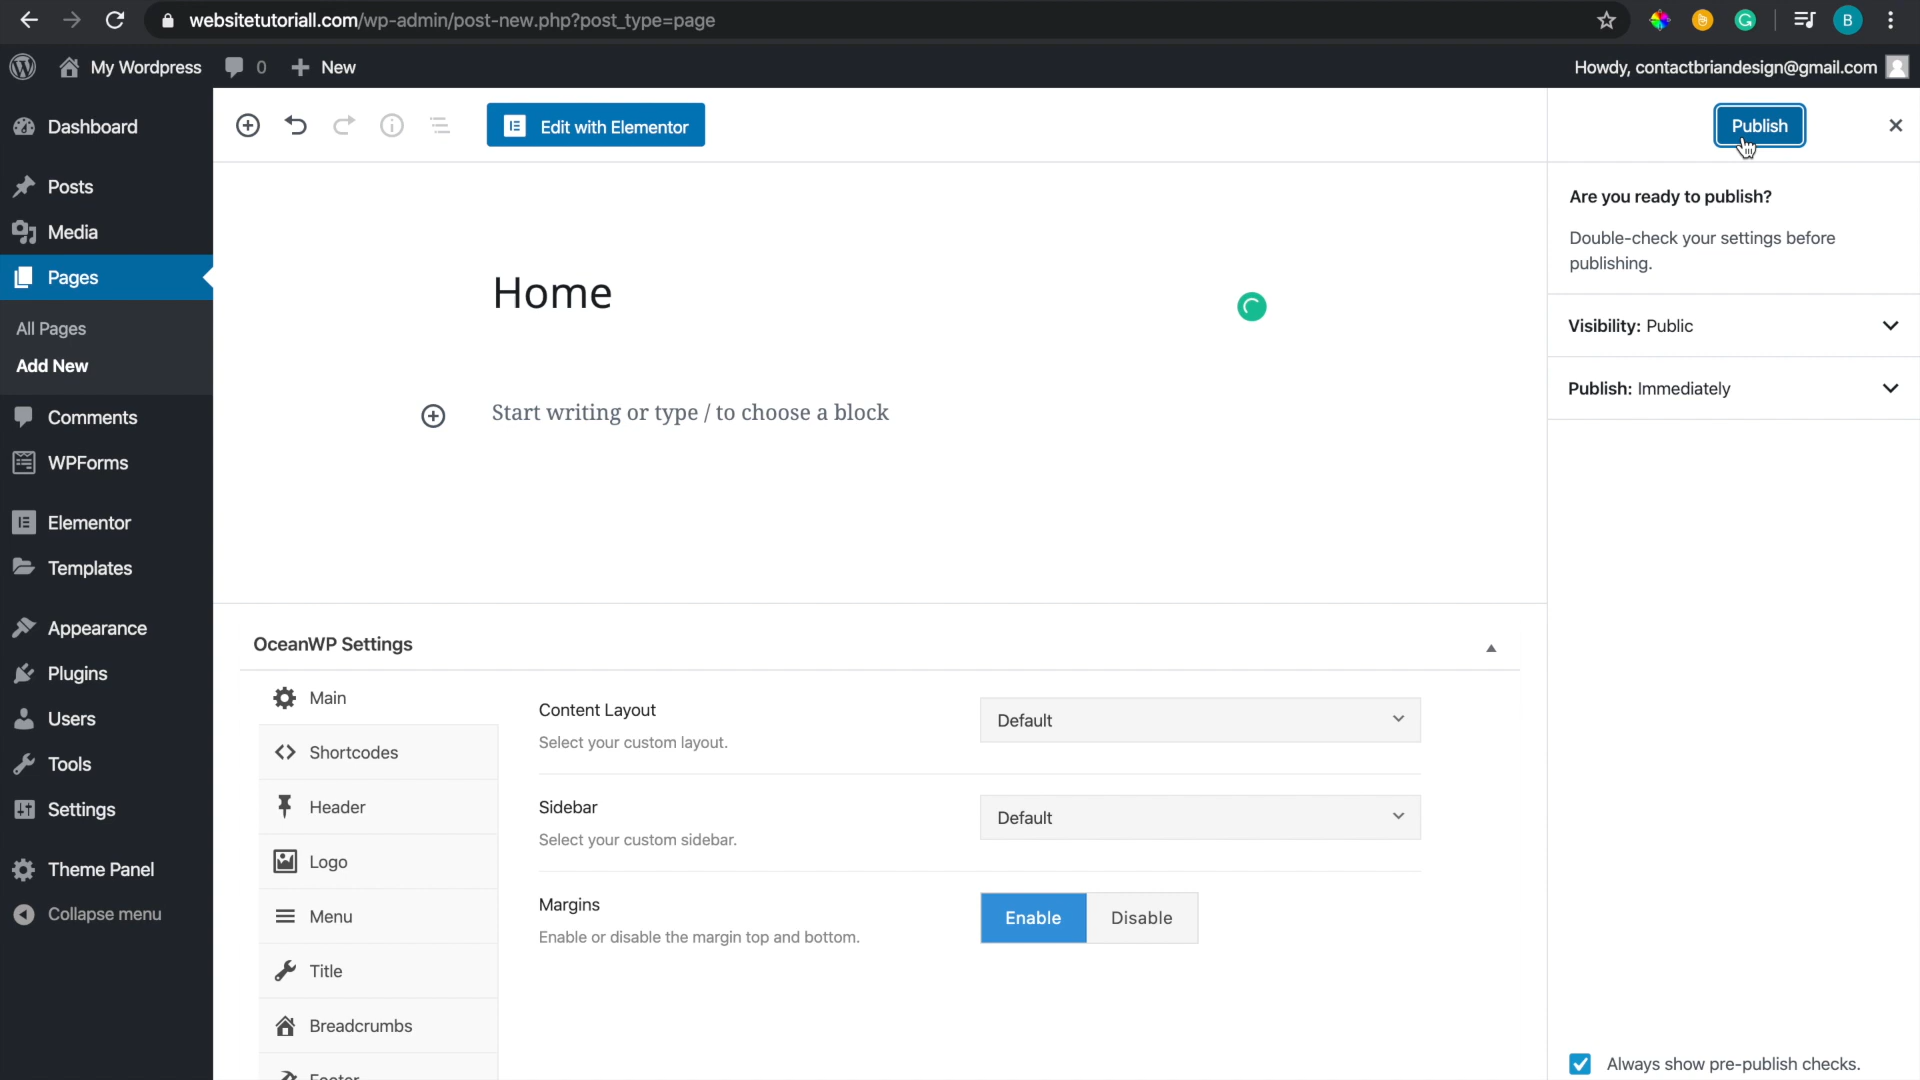 websitetutoriall.com/wp-admin/post-new.php?post_type=page
B
My Wordpress
0
New
Howdy, contactbriandesign@gmail.com
Dashboard
Posts
Media
Pages
All Pages
Add New
Comments
WPForms
Elementor
Templates
Appearance
Plugins
Users
Tools
Settings
Theme Panel
Collapse menu
Edit with Elementor
Home
Start writing or type / to choose a block
OceanWP Settings
Main
Shortcodes
Header
Logo
Menu
Title
Breadcrumbs
Footer
Content Layout
Select your custom layout.
Default
Sidebar
Select your custom sidebar.
Default
Margins
Enable or disable the margin top and bottom.
Enable
Disable
Publish
Are you ready to publish?
Double-check your settings before
publishing.
Visibility: Public
Publish: Immediately
Always show pre-publish checks.